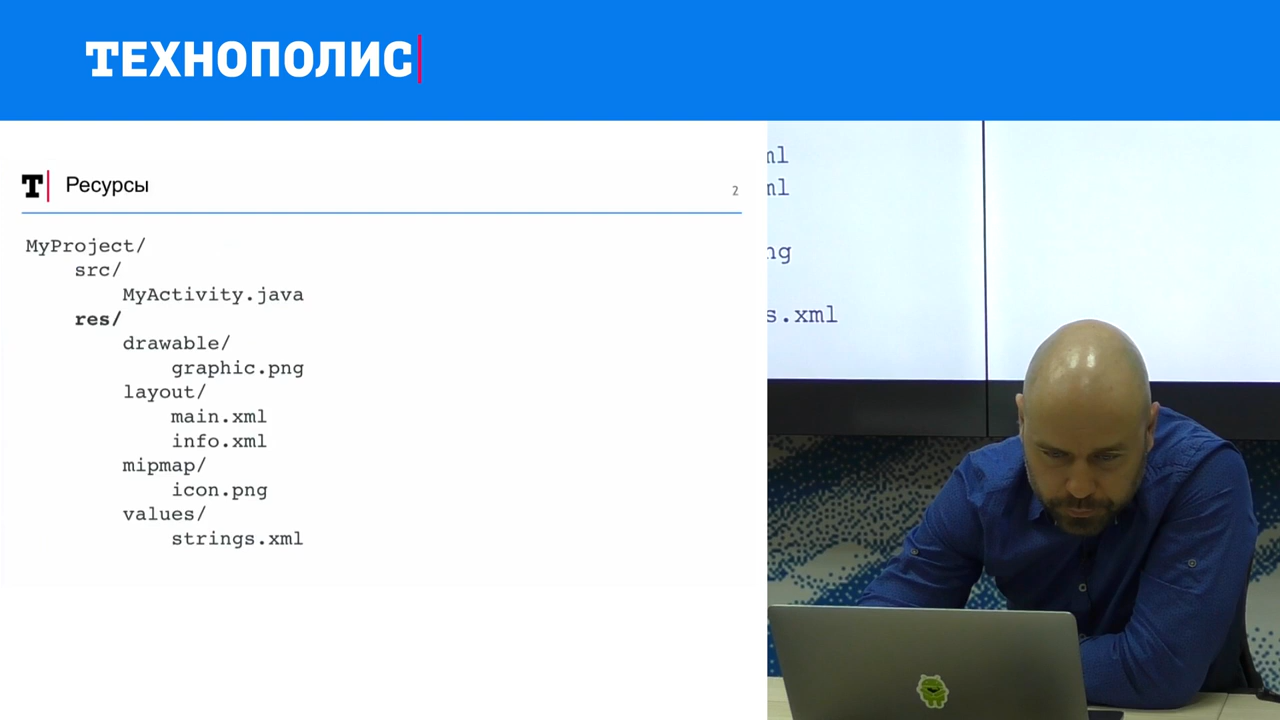 ТЕХНОПОЛИС
T Ресурсы
2
MyProject/
src/
MyActivity.java
res/
drawable/
graphic.png
layout/
main.xml
info.xml
mipmap/
icon.png
values/
strings.xml
ml
ml
ng
s.xml